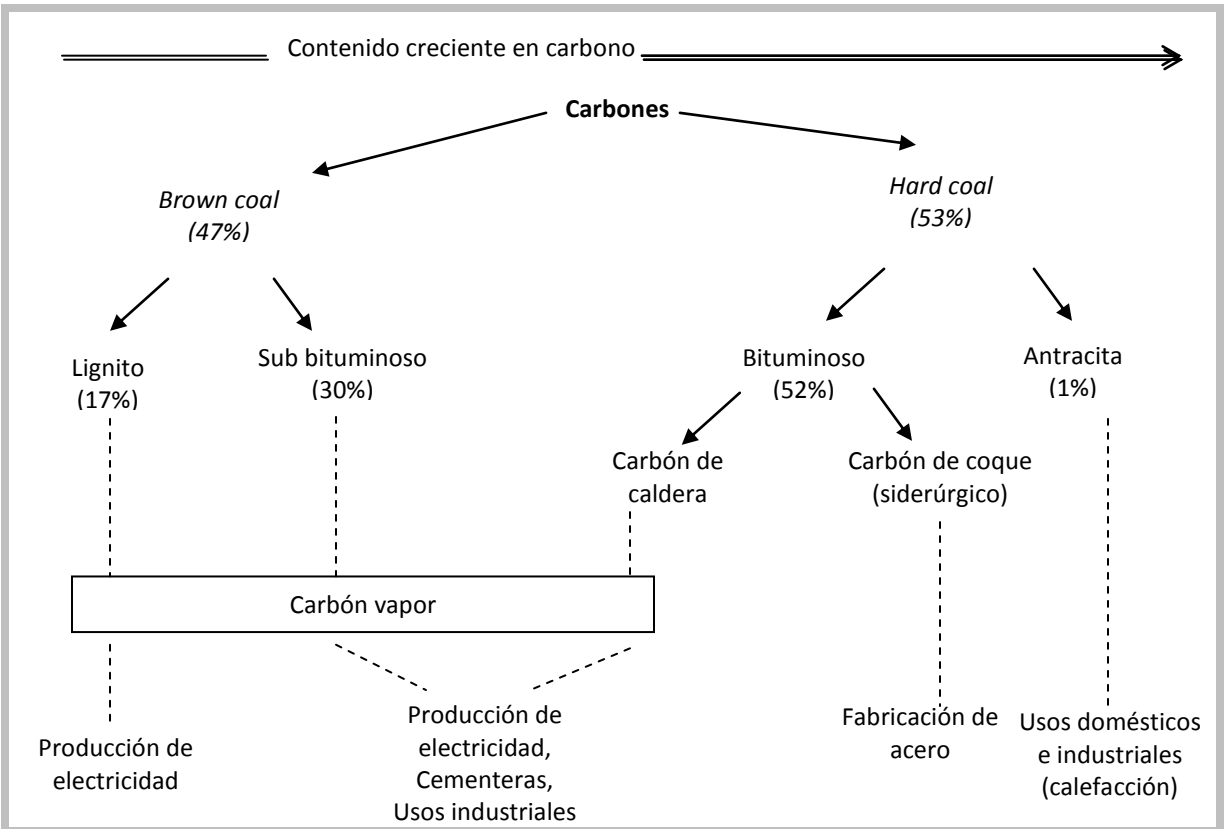 Contenido creciente en carbono
Carbones
Brown coal
(47%)
Hard coal
(53%)
Lignito
(17%)
Sub bituminoso
(30%)
Bituminoso
(52%)
Antracita
(1%)
Carbón de
caldera
Carbón de coque
(siderúrgico)
Carbón vapor
Producción de
electricidad
Producción de
electricidad,
Cementeras,
Usos industriales
Fabricación de
acero
Usos domésticos
e industriales
(calefacción)